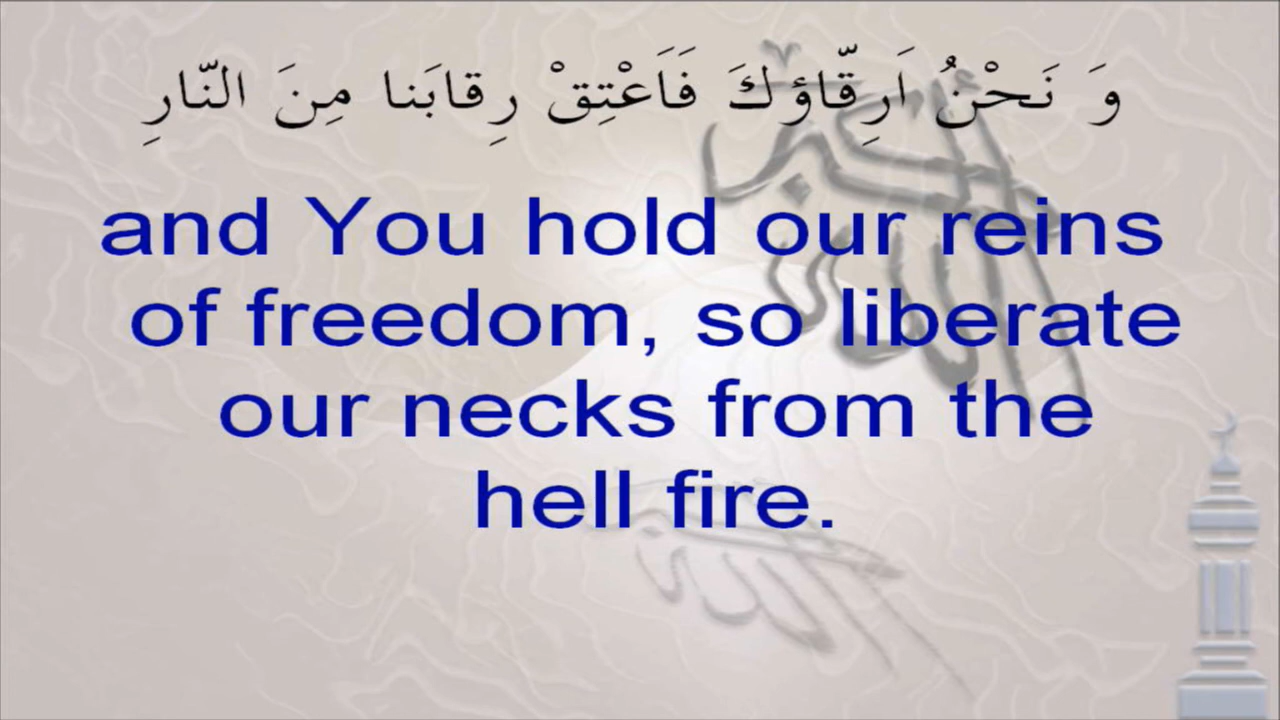 وَ نَحْنُ اَرِقّاؤُكَ فَاَعْتِقْ رِقابَنا مِنَ النّارِ
and You hold our reins
of freedom, so liberate
our necks from the
hell fire.